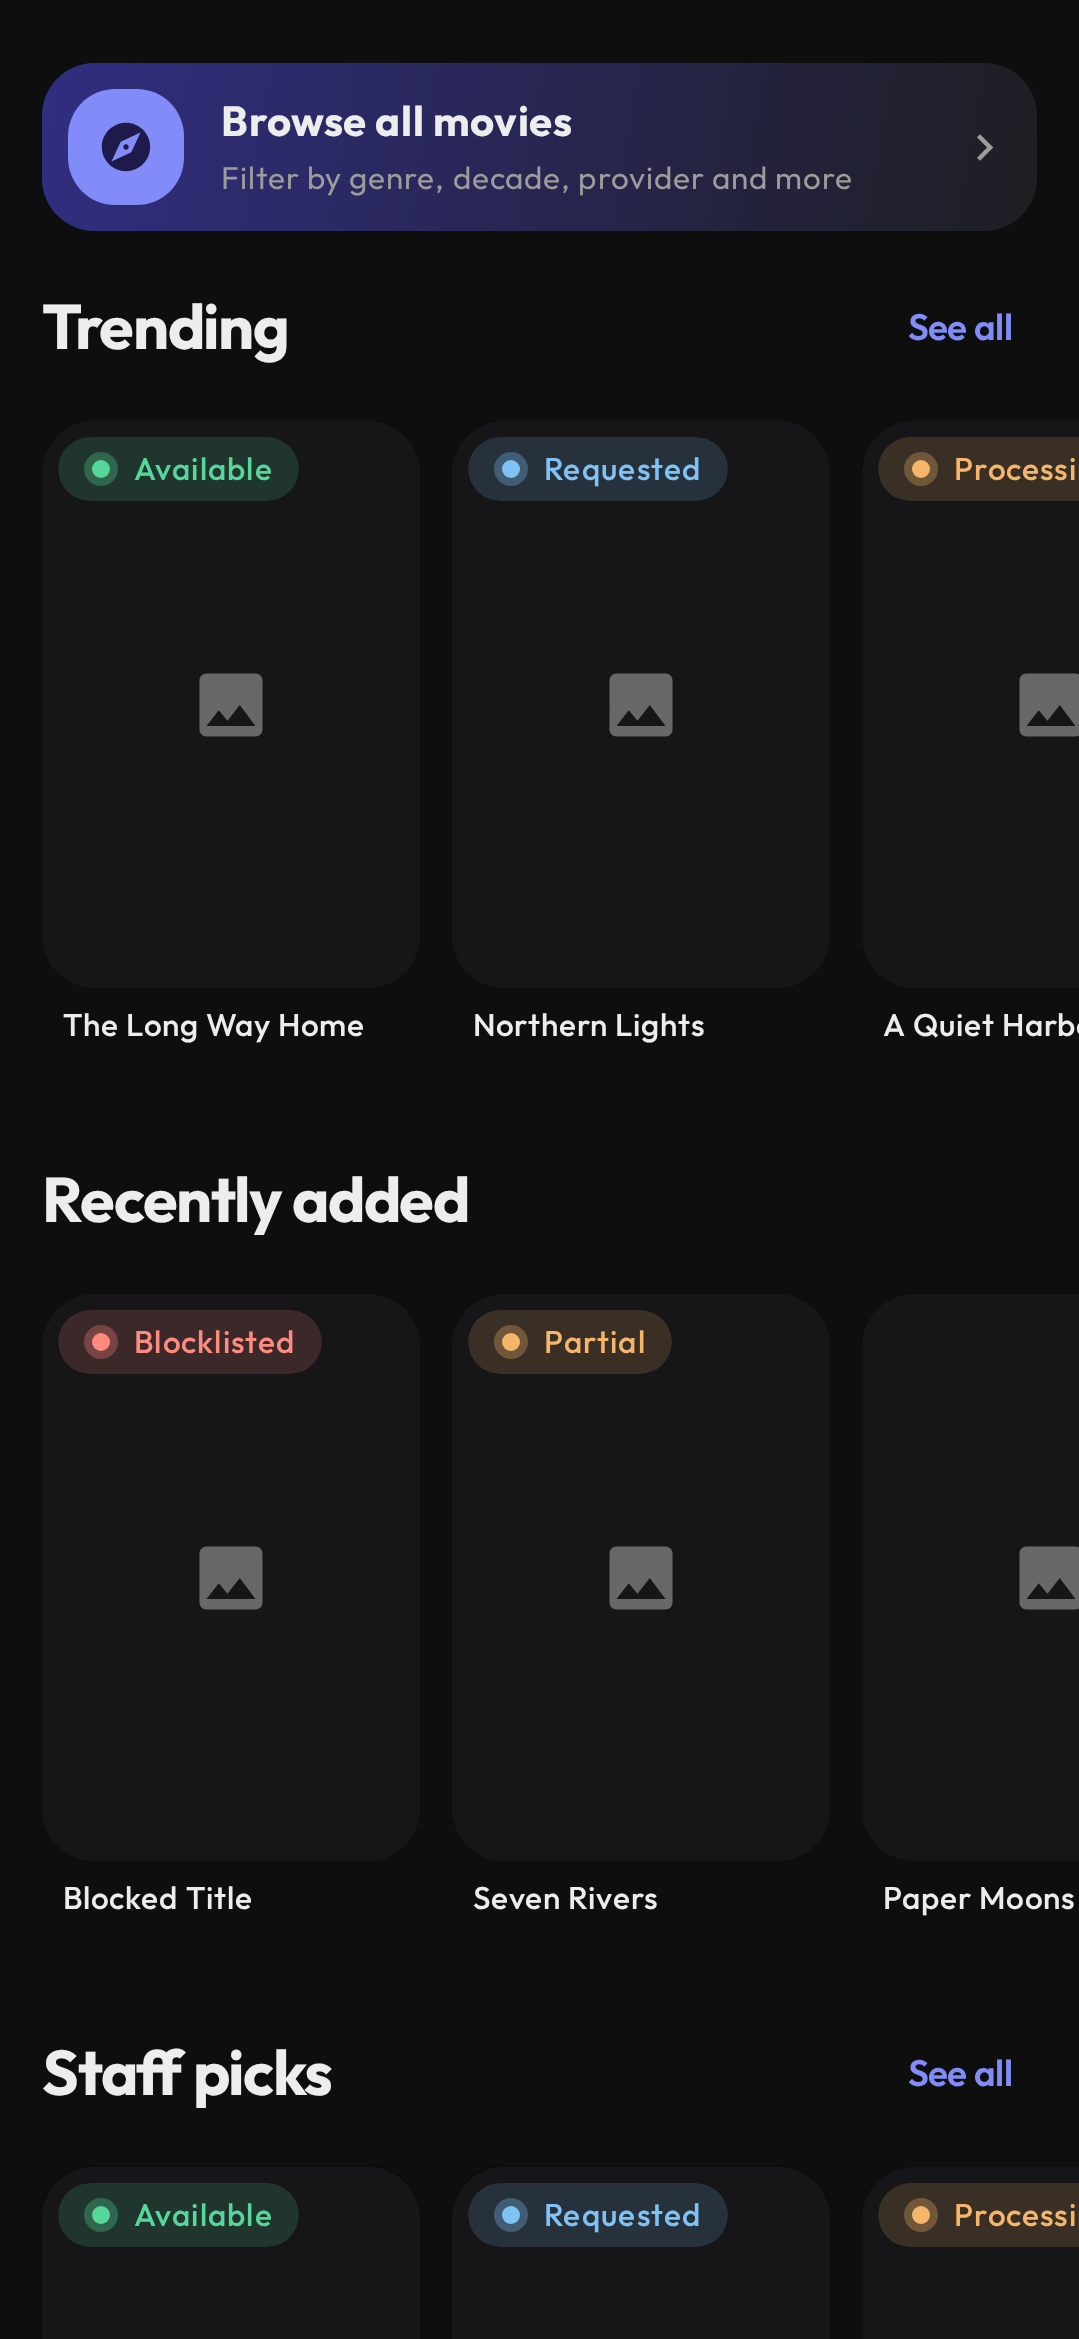 Browse all movies
Filter by genre, decade, provider and more
Trending
See all
Available
Requested
Processi
The Long Way Home
Northern Lights
A Quiet Harb
Recently added
Blocklisted
Partial
Blocked Title
Seven Rivers
Paper Moons
Staff picks
See all
Available
Requested
Processi